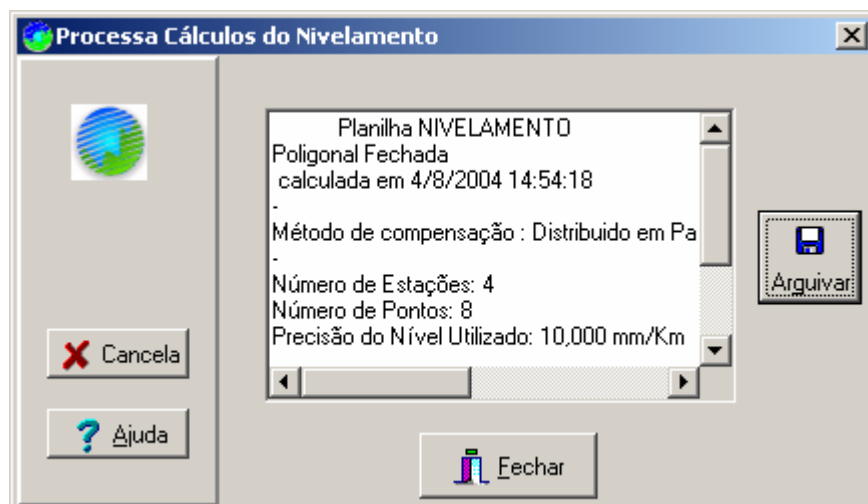 Processa Cálculos do Nivelamento
Planilha NIVELAMENTO
Poligonal Fechada
calculada em 4/8/2004 14:54:18
-
Método de compensação : Distribuido em Pa
-
Número de Estações: 4
Número de Pontos: 8
Precisão do Nível Utilizado: 10,000 mm/Km
Arquivar
Cancela
Ajuda
Fechar